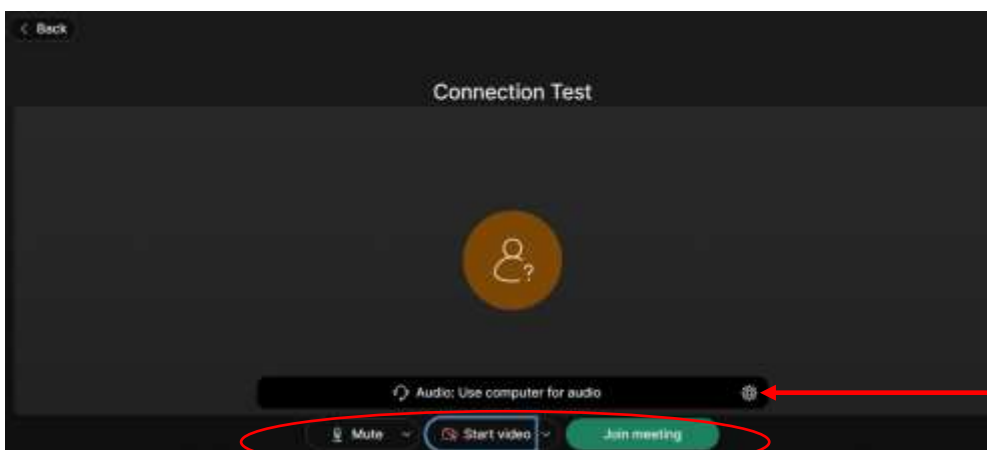 Back
Connection Test
?
Audio: Use computer for audio
Mute Start video Join meeting